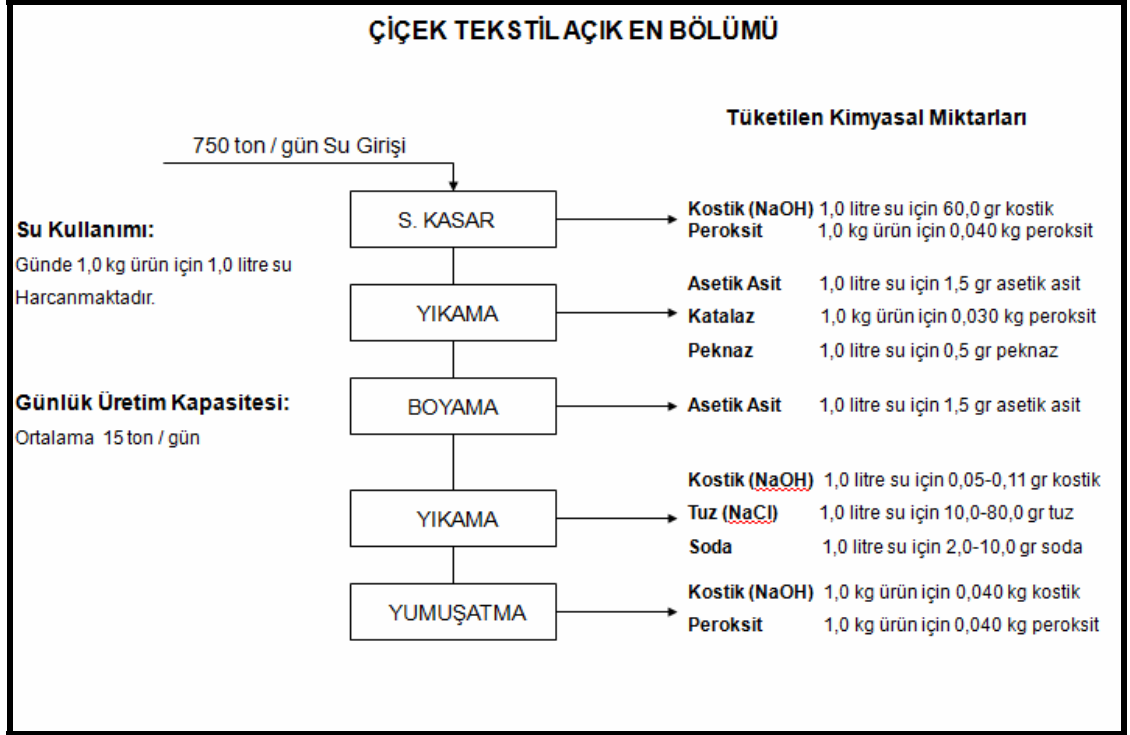 ÇİÇEK TEKSTİL AÇIK EN BÖLÜMÜ
Tüketilen Kimyasal Miktarları
750 ton / gün Su Girişi
S. KASAR
Kostik (NaOH) 1,0 litre su için 60,0 gr kostik
Peroksit 1,0 kg ürün için 0,040 kg peroksit
Su Kullanımı:
Günde 1,0 kg ürün için 1,0 litre su
Harcanmaktadır.
YIKAMA
Asetik Asit 1,0 litre su için 1,5 gr asetik asit
Katalaz 1,0 kg ürün için 0,030 kg peroksit
Peknaz 1,0 litre su için 0,5 gr peknaz
Günlük Üretim Kapasitesi:
Ortalama 15 ton / gün
BOYAMA
Asetik Asit 1,0 litre su için 1,5 gr asetik asit
YIKAMA
Kostik (NaOH) 1,0 litre su için 0,05-0,11 gr kostik
Tuz (NaCl) 1,0 litre su için 10,0-80,0 gr tuz
Soda 1,0 litre su için 2,0-10,0 gr soda
YUMUŞATMA
Kostik (NaOH) 1,0 kg ürün için 0,040 kg kostik
Peroksit 1,0 kg ürün için 0,040 kg peroksit